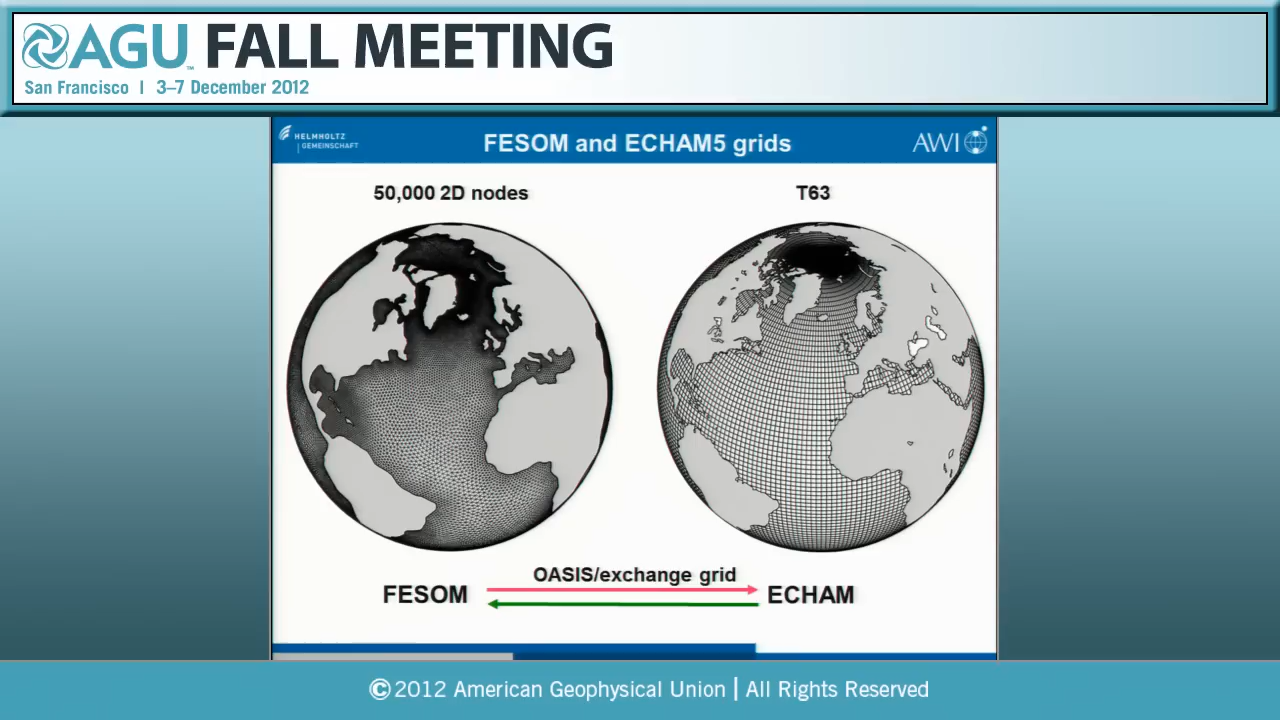 AGU™ FALL MEETING
San Francisco | 3–7 December 2012
HELMHOLTZ
GEMEINSCHAFT
FESOM and ECHAM5 grids
AWI
50,000 2D nodes
T63
OASIS/exchange grid
FESOM
ECHAM
©2012 American Geophysical Union | All Rights Reserved